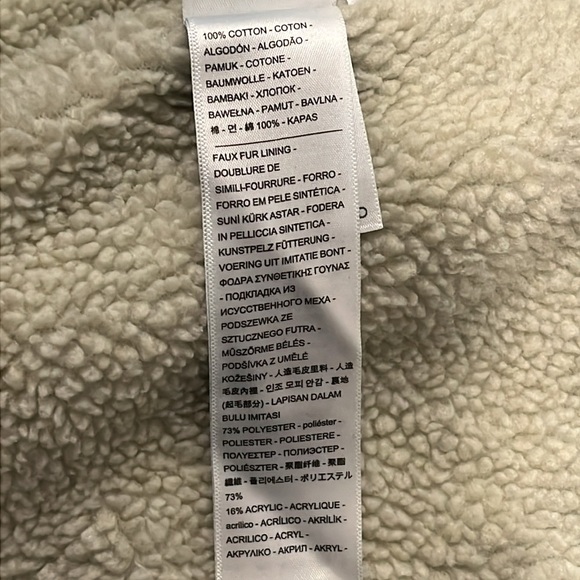 100% COTTON - COTON -
ALGODÓN - ALGODÃO -
PAMUK - COTONE -
BAUMWOLLE - KATOEN -
BAMBAKI - ХЛОПОК -
BAWEŁNA - PAMUT - BAVLNA -
棉 - 면 - 綿 100% - KAPAS
FAUX FUR LINING -
DOUBLURE DE
SIMILI-FOURRURE - FORRO -
FORRO EM PELE SINTÉTICA -
SUNİ KÜRK ASTAR - FODERA
IN PELLICCIA SINTETICA -
KUNSTPELZ FÜTTERUNG -
VOERING UIT IMITATIE BONT -
ΦΟΔΡΑ ΣΥΝΘΕΤΙΚΗΣ ΓΟΥΝΑΣ
- ПОДКЛАДКА ИЗ
ИСКУССТВЕННОГО МЕХА -
PODSZEWKA ZE
SZTUCZNEGO FUTRA -
MŰSZŐRME BÉLÉS -
PODŠÍVKA Z UMĚLÉ
KOŽEŠINY - 人造毛皮里料 - 人造
毛皮內裡 - 인조 모피 안감 - 裏地
(起毛部分) - LAPISAN DALAM
BULU IMITASI
73% POLYESTER - poliéster -
POLIESTER - POLIESTERE -
ΠΟΛΥΕΣΤΕΡ - ПОЛИЭСТЕР -
POLIÉSZTER - 聚酯纤维 - 聚酯
纖維 - 폴리에스터 - ポリエステル
73%
16% ACRYLIC - ACRYLIQUE -
acrílico - ACRÍLICO - AKRİLİK -
ACRILICO - ACRYL -
ΑΚΡΥΛΙΚΟ - АКРИЛ - AKRYL -